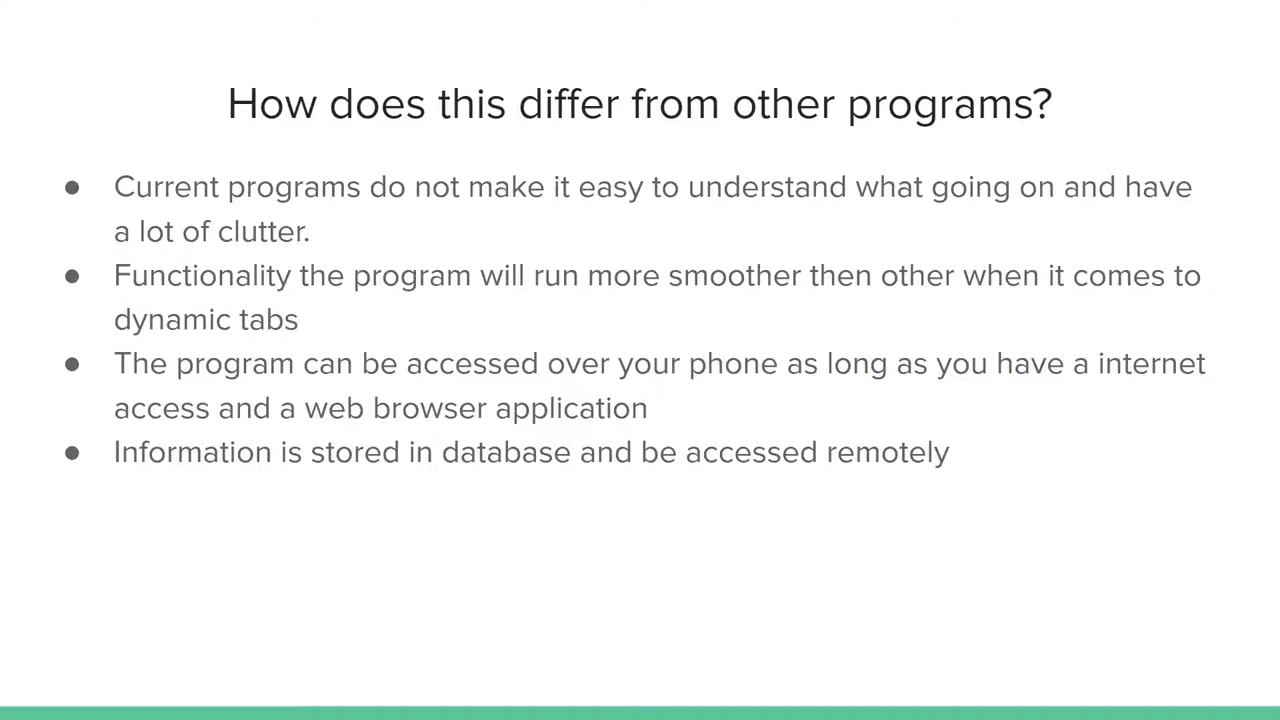 How does this differ from other programs?
● Current programs do not make it easy to understand what going on and have
a lot of clutter.
● Functionality the program will run more smoother then other when it comes to
dynamic tabs
● The program can be accessed over your phone as long as you have a internet
access and a web browser application
● Information is stored in database and be accessed remotely